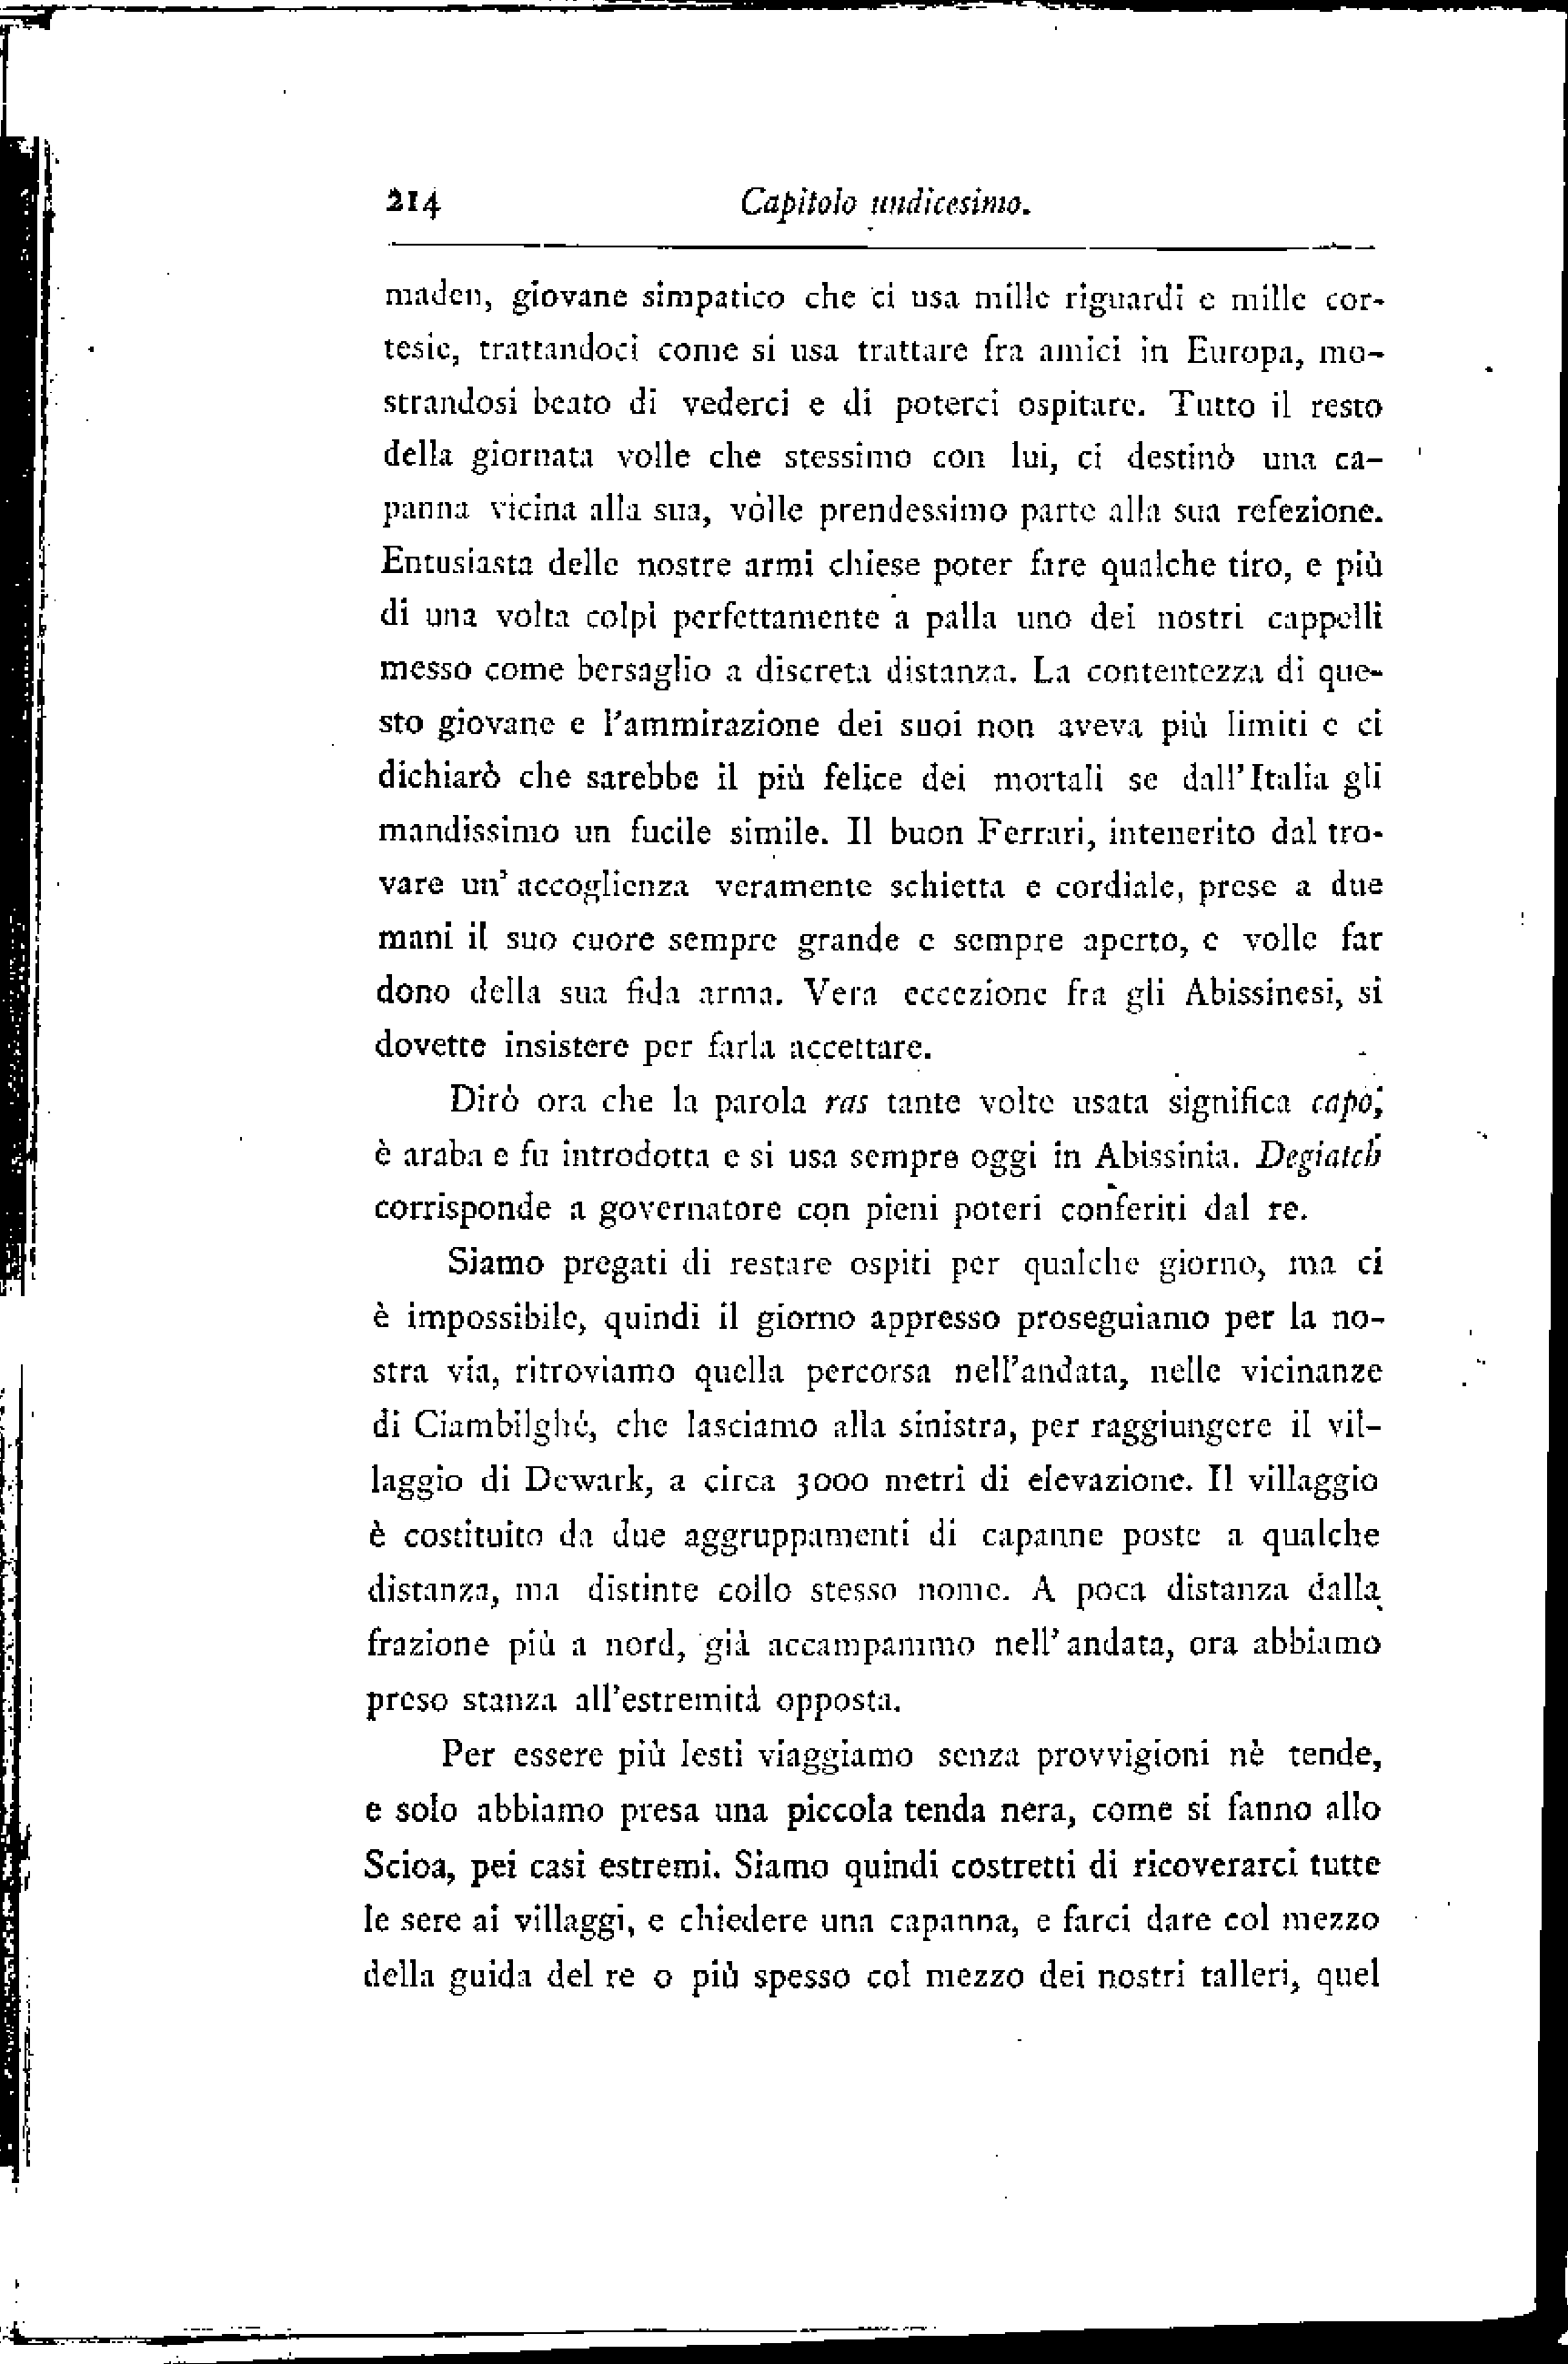 214 Capitolo undicesimo.
maden, giovane simpatico che ci usa mille riguardi e mille cor-
tesie, trattandoci come si usa trattare fra amici in Europa, mo-
strandosi beato di vederci e di poterci ospitare. Tutto il resto
della giornata volle che stessimo con lui, ci destinò una ca-
panna vicina alla sua, volle prendessimo parte alla sua refezione.
Entusiasta delle nostre armi chiese poter fare qualche tiro, e più
di una volta colpì perfettamente a palla uno dei nostri cappelli
messo come bersaglio a discreta distanza. La contentezza di que-
sto giovane e l'ammirazione dei suoi non aveva più limiti e ci
dichiarò che sarebbe il più felice dei mortali se dall'Italia gli
mandissimo un fucile simile. Il buon Ferrari, intenerito dal tro-
vare un' accoglienza veramente schietta e cordiale, prese a due
mani il suo cuore sempre grande e sempre aperto, e volle far
dono della sua fida arma. Vera eccezione fra gli Abissinesi, si
dovette insistere per farla accettare.
Dirò ora che la parola ras tante volte usata significa capo;
è araba e fu introdotta e si usa sempre oggi in Abissinia. Degiatch
corrisponde a governatore con pieni poteri conferiti dal re.
Siamo pregati di restare ospiti per qualche giorno, ma ci
è impossibile, quindi il giorno appresso proseguiamo per la no-
stra via, ritroviamo quella percorsa nell'andata, nelle vicinanze
di Ciambilghé, che lasciamo alla sinistra, per raggiungere il vil-
laggio di Dewark, a circa 3000 metri di elevazione. Il villaggio
è costituito da due aggruppamenti di capanne poste a qualche
distanza, ma distinte collo stesso nome. A poca distanza dalla
frazione più a nord, già accampammo nell' andata, ora abbiamo
preso stanza all'estremità opposta.
Per essere più lesti viaggiamo senza provvigioni nè tende,
e solo abbiamo presa una piccola tenda nera, come si fanno allo
Scioa, pei casi estremi. Siamo quindi costretti di ricoverarci tutte
le sere ai villaggi, e chiedere una capanna, e farci dare col mezzo
della guida del re o più spesso col mezzo dei nostri talleri, quel